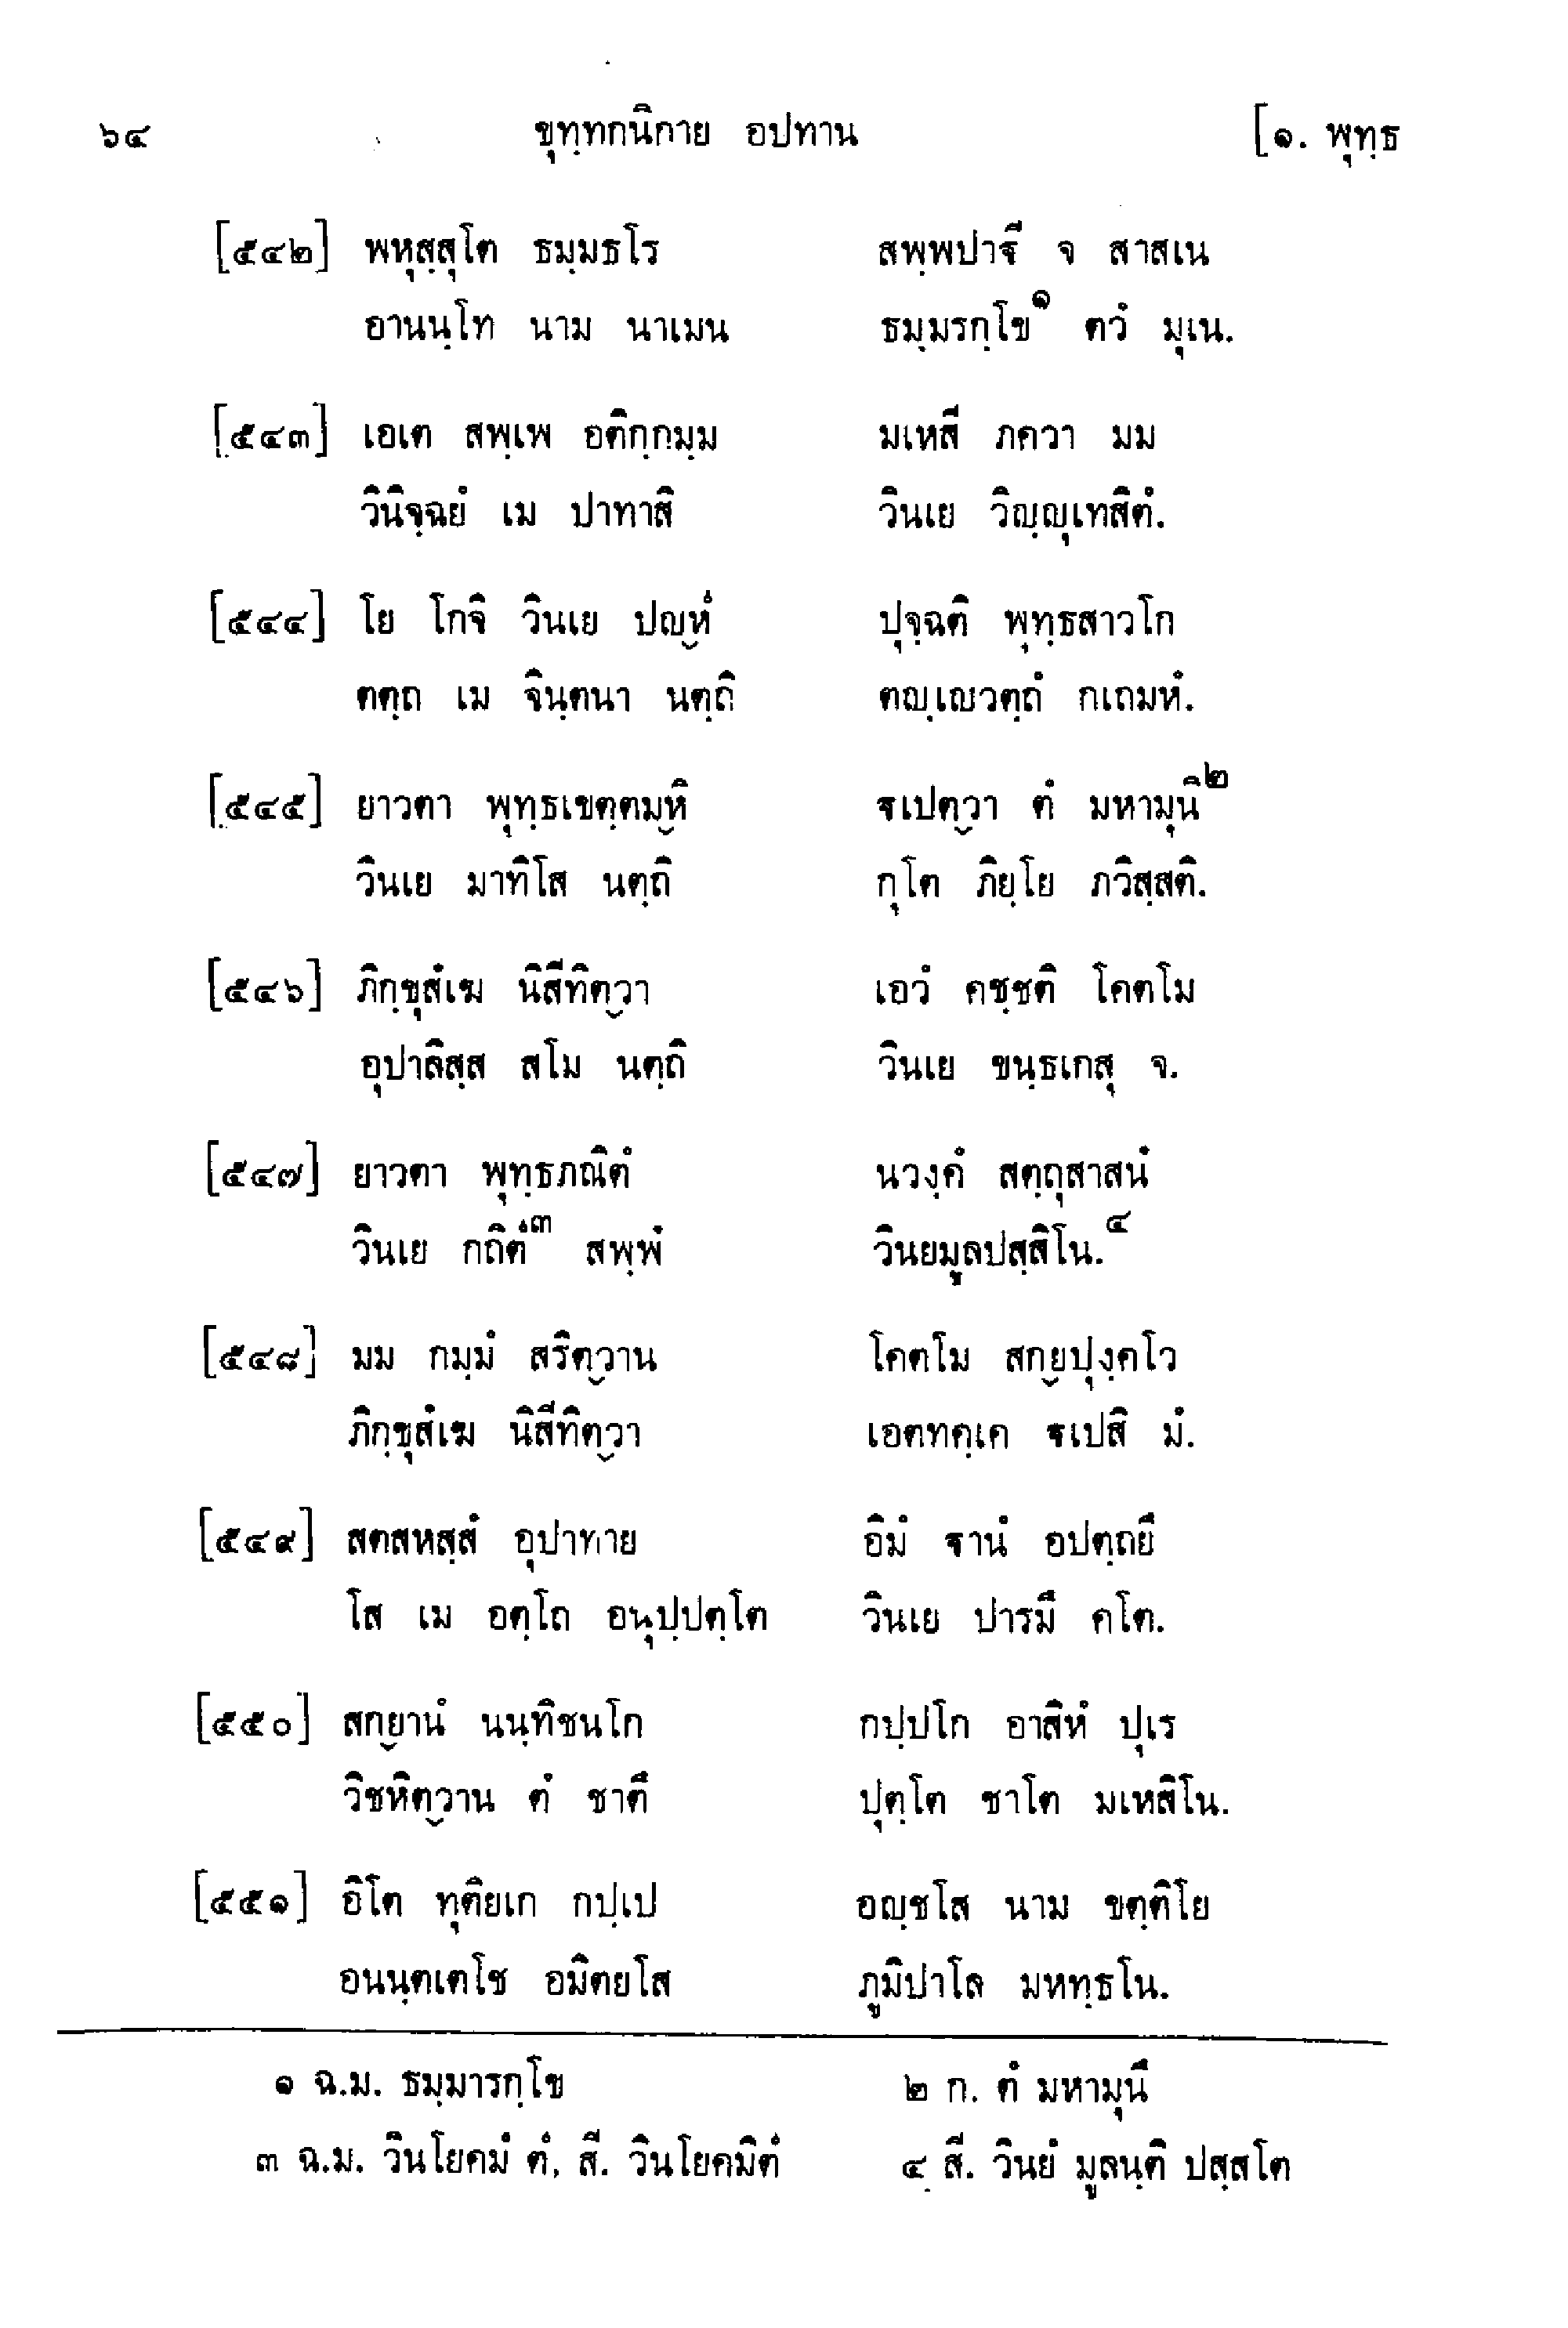 ๖๔ ขุทฺทกนิกาย อปทาน [๑. พุทฺธ
[๕๔๒] พหุสฺสุโต ธมฺมธโร สพฺพปารี จ สาสเน
อานนฺโท นาม นาเมน ธมฺมรกฺโข๑ ตวํ มุเน.
[๕๔๓] เอเต สพฺเพ อติกฺกมฺม มเหสี ภควา มม
วินิจฺฉยํ เม ปาทาสิ วินเย วิญฺญุเทสิตํ.
[๕๔๔] โย โกจิ วินเย ปญฺหํ ปุจฺฉติ พุทฺธสาวโก
ตตฺถ เม จินฺตนา นตฺถิ ตญฺเญวตฺถํ กเถมหํ.
[๕๔๕] ยาวตา พุทฺธเขตฺตมฺหิ ฐเปตฺวา ตํ มหามุนิ๒
วินเย มาทิโส นตฺถิ กุโต ภิยฺโย ภวิสฺสติ.
[๕๔๖] ภิกฺขุสํเฆ นิสีทิตฺวา เอวํ คชฺชติ โคตโม
อุปาลิสฺส สโม นตฺถิ วินเย ขนฺธเกสุ จ.
[๕๔๗] ยาวตา พุทฺธภณิตํ นวงฺคํ สตฺถุสาสนํ
วินเย กถิตํ๓ สพฺพํ วินยมูลปสฺสิโน.๔
[๕๔๘] มม กมฺมํ สริตฺวาน โคตโม สกฺยปุงฺคโว
ภิกฺขุสํเฆ นิสีทิตฺวา เอตทคฺเค ฐเปสิ มํ.
[๕๔๙] สตสหสฺสํ อุปาทาย อิมํ ฐานํ อปตฺถยึ
โส เม อตฺโถ อนุปฺปตฺโต วินเย ปารมึ คโต.
[๕๕๐] สกฺยานํ นนฺทิชนโก กปฺปโก อาสิหํ ปุเร
วิชหิตฺวาน ตํ ชาตึ ปุตฺโต ชาโต มเหสิโน.
[๕๕๑] อิโต ทุติยเก กปฺเป อญฺชโส นาม ขตฺติโย
อนนฺตเตโช อมิตยโส ภูมิปาโล มหทฺธโน.
๑ ฉ.ม. ธมฺมารกฺโข ๒ ก. ตํ มหามุนึ
๓ ฉ.ม. วินโยคมํ ตํ, สี. วินโยคมิตํ ๔ สี. วินยํ มูลนฺติ ปสฺสโต